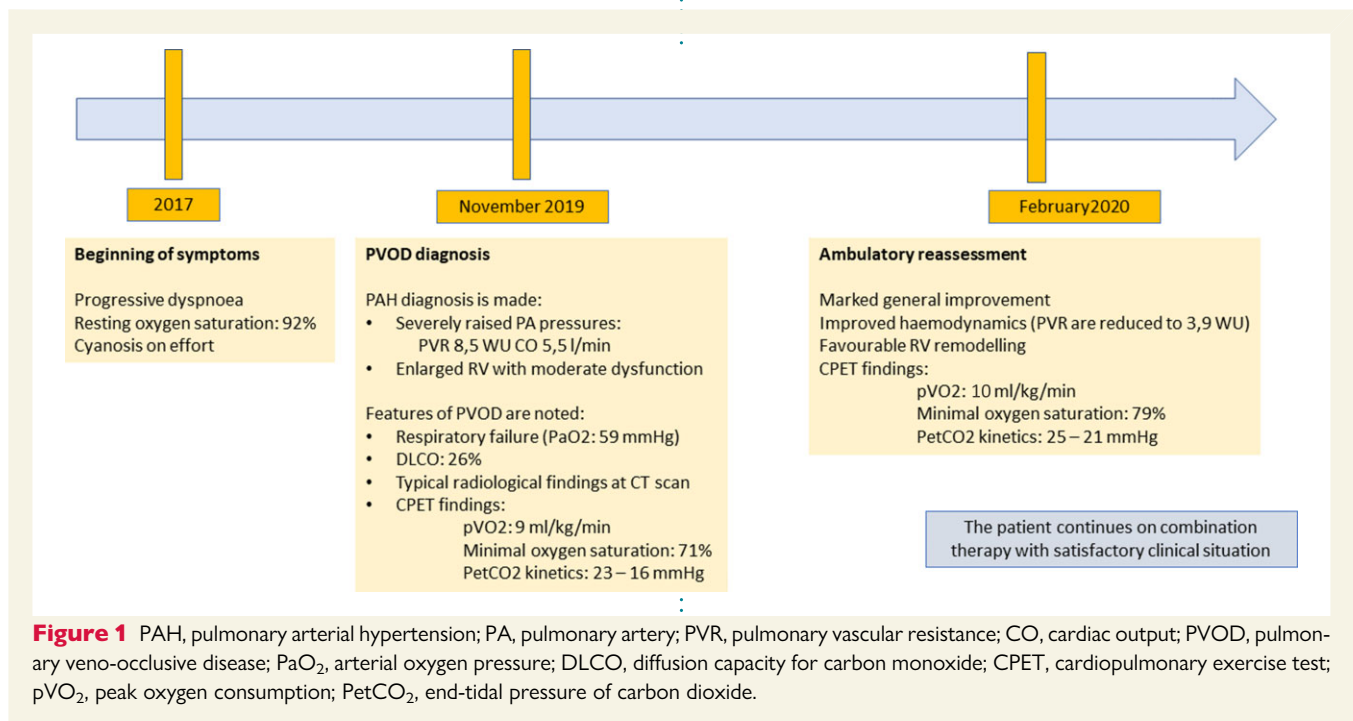 2017
November 2019
February2020
Beginning of symptoms
Progressive dyspnoea
Resting oxygen saturation: 92%
Cyanosis on effort
PVOD diagnosis
PAH diagnosis is made:
• Severely raised PA pressures:
PVR 8,5 WU CO 5,5 l/min
• Enlarged RV with moderate dysfunction
Features of PVOD are noted:
• Respiratory failure (PaO2: 59 mmHg)
• DLCO: 26%
• Typical radiological findings at CT scan
• CPET findings:
pVO2: 9 ml/kg/min
Minimal oxygen saturation: 71%
PetCO2 kinetics: 23 – 16 mmHg
Ambulatory reassessment
Marked general improvement
Improved haemodynamics (PVR are reduced to 3,9 WU)
Favourable RV remodelling
CPET findings:
pVO2: 10 ml/kg/min
Minimal oxygen saturation: 79%
PetCO2 kinetics: 25 – 21 mmHg
The patient continues on combination
therapy with satisfactory clinical situation
Figure 1 PAH, pulmonary arterial hypertension; PA, pulmonary artery; PVR, pulmonary vascular resistance; CO, cardiac output; PVOD, pulmon-
ary veno-occlusive disease; PaO₂, arterial oxygen pressure; DLCO, diffusion capacity for carbon monoxide; CPET, cardiopulmonary exercise test;
pVO₂, peak oxygen consumption; PetCO₂, end-tidal pressure of carbon dioxide.